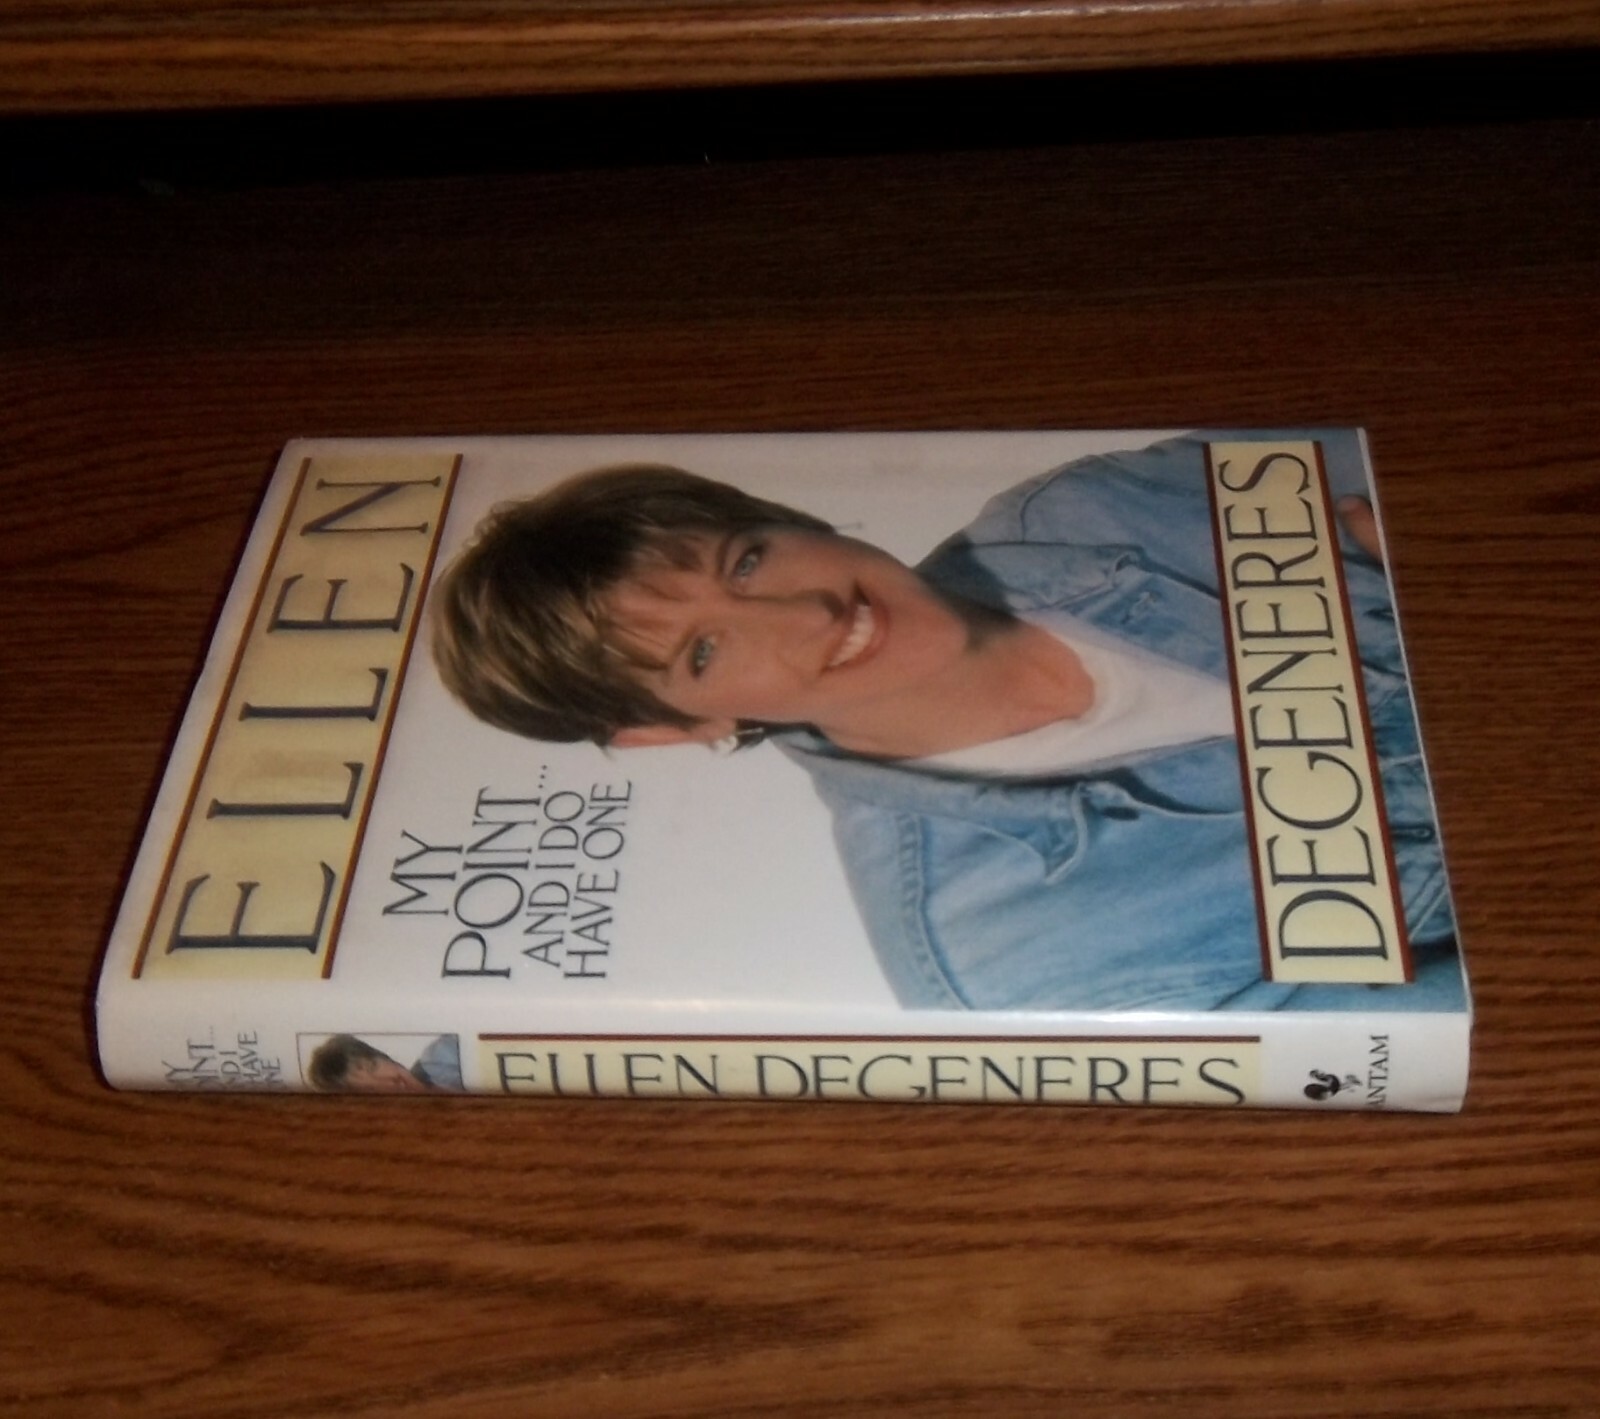 ELLEN
MY
POINT...
AND I DO
HAVE ONE
DEGENERES
ELLEN DEGENERES